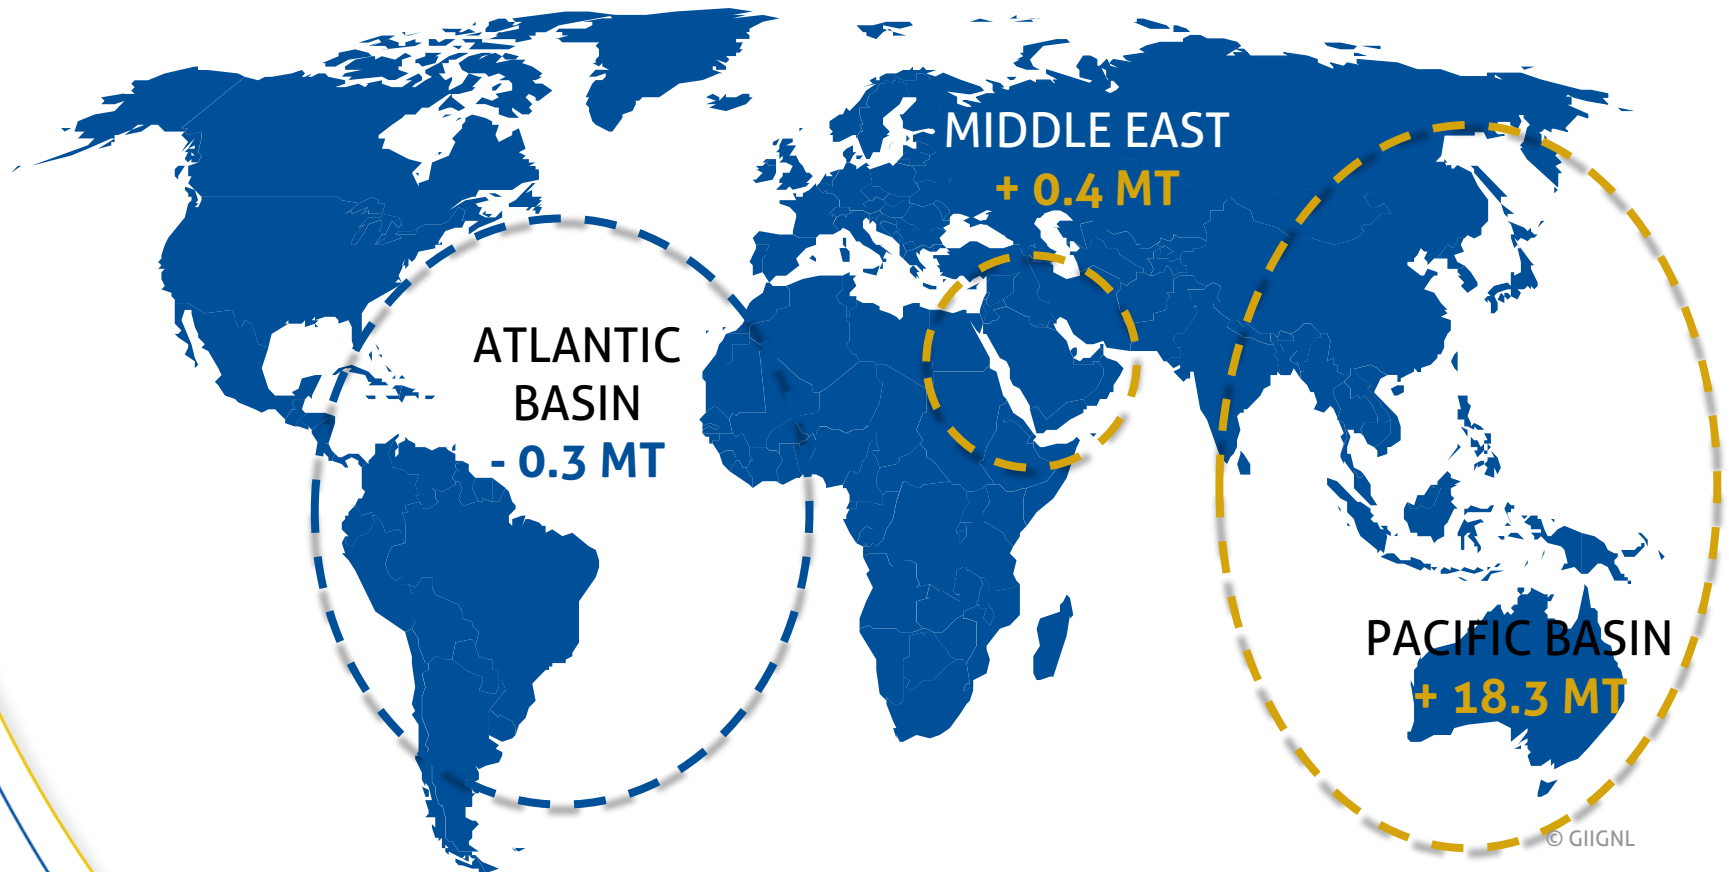 MIDDLE EAST
+ 0.4 MT
ATLANTIC
BASIN
- 0.3 MT
PACIFIC BASIN
+ 18.3 MT
© GIIGNL